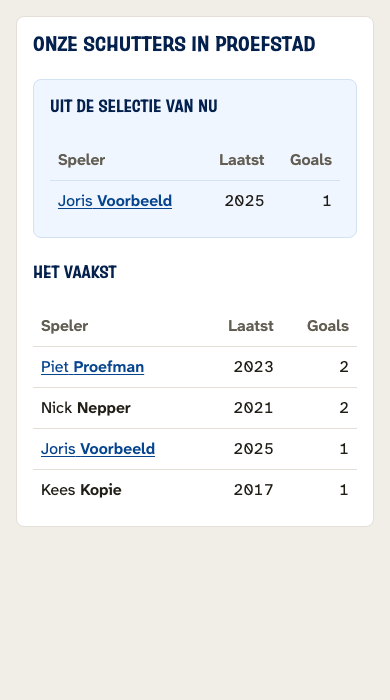 ONZE SCHUTTERS IN PROEFSTAD
UIT DE SELECTIE VAN NU
Speler Laatst Goals
Joris Voorbeeld 2025 1
HET VAAKST
Speler Laatst Goals
Piet Proefman 2023 2
Nick Nepper 2021 2
Joris Voorbeeld 2025 1
Kees Kopie 2017 1